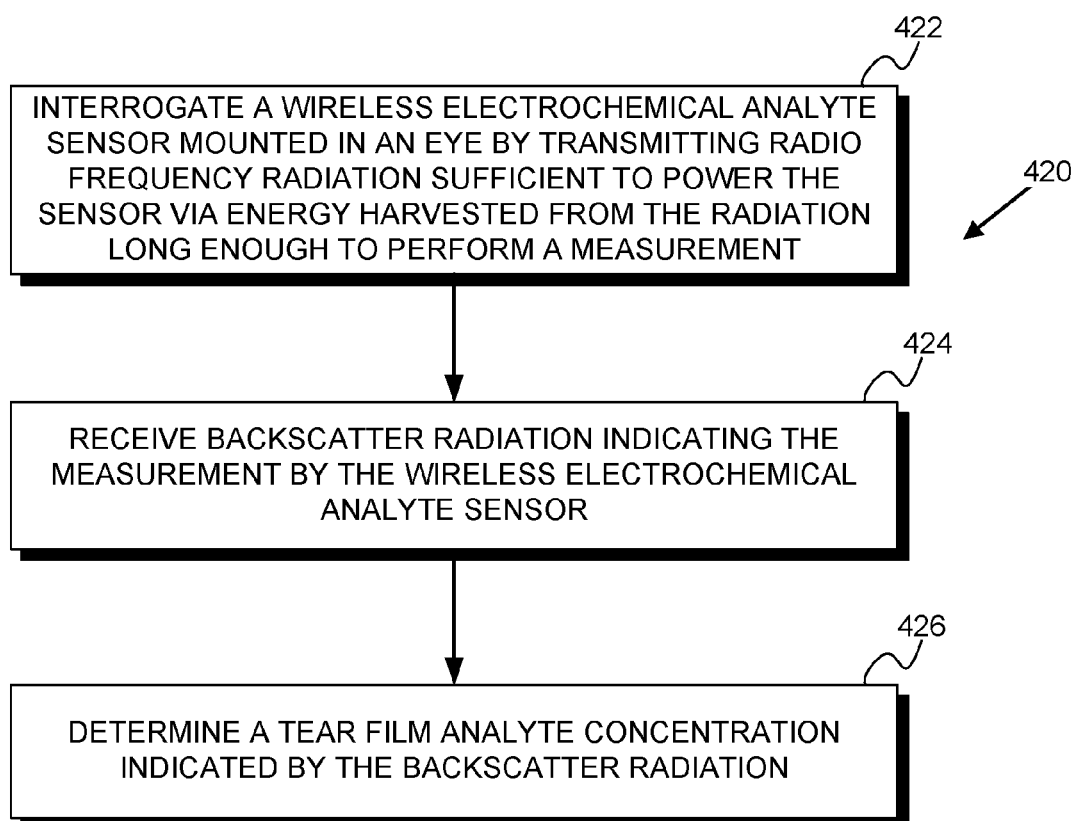 422
INTERROGATE A WIRELESS ELECTROCHEMICAL ANALYTE
SENSOR MOUNTED IN AN EYE BY TRANSMITTING RADIO
FREQUENCY RADIATION SUFFICIENT TO POWER THE
SENSOR VIA ENERGY HARVESTED FROM THE RADIATION
LONG ENOUGH TO PERFORM A MEASUREMENT
420
424
RECEIVE BACKSCATTER RADIATION INDICATING THE
MEASUREMENT BY THE WIRELESS ELECTROCHEMICAL
ANALYTE SENSOR
426
DETERMINE A TEAR FILM ANALYTE CONCENTRATION
INDICATED BY THE BACKSCATTER RADIATION